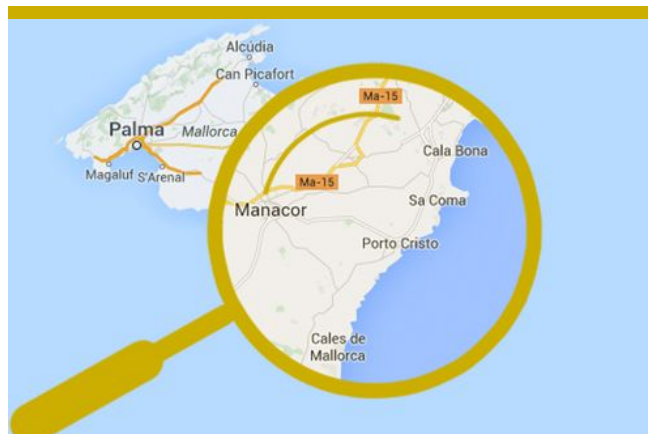 Alcúdia
Can Picafort
Palma
Mallorca
Magaluf
S'Arenal
Ma-15
Cala Bona
Ma-15
Manacor
Sa Coma
Porto Cristo
Cales de
Mallorca